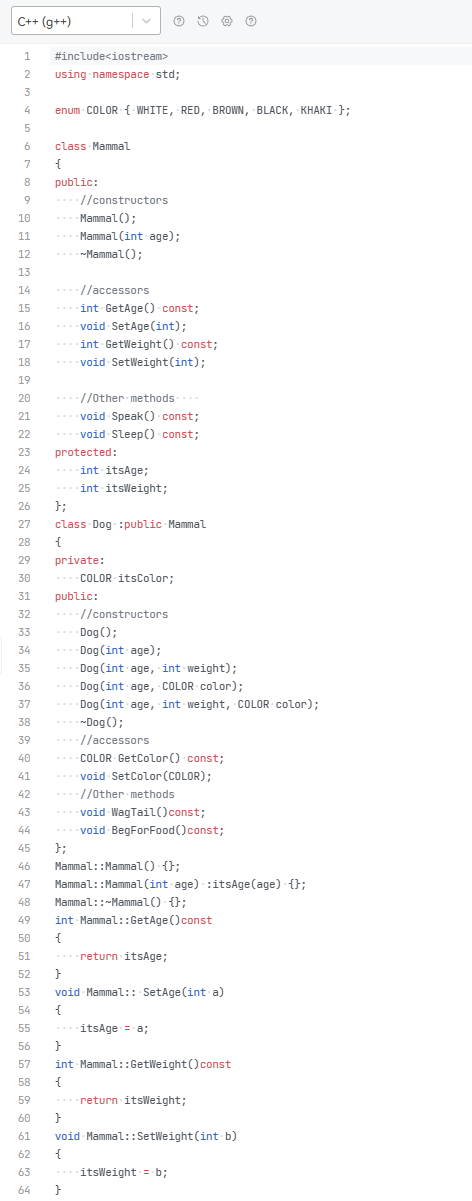 C++ (g++)
1 #include<iostream>
2 using namespace std;
3
4 enum COLOR { WHITE, RED, BROWN, BLACK, KHAKI };
5
6 class Mammal
7 {
8 public:
9 ····//constructors
10 ····Mammal();
11 ····Mammal(int age);
12 ····~Mammal();
13
14 ····//accessors
15 ····int GetAge() const;
16 ····void SetAge(int);
17 ····int GetWeight() const;
18 ····void SetWeight(int);
19
20 ····//Other methods····
21 ····void Speak() const;
22 ····void Sleep() const;
23 protected:
24 ····int itsAge;
25 ····int itsWeight;
26 };
27 class Dog :public Mammal
28 {
29 private:
30 ····COLOR itsColor;
31 public:
32 ····//constructors
33 ····Dog();
34 ····Dog(int age);
35 ····Dog(int age, int weight);
36 ····Dog(int age, COLOR color);
37 ····Dog(int age, int weight, COLOR color);
38 ····~Dog();
39 ····//accessors
40 ····COLOR GetColor() const;
41 ····void SetColor(COLOR);
42 ····//Other methods
43 ····void WagTail()const;
44 ····void BegForFood()const;
45 };
46 Mammal::Mammal() {};
47 Mammal::Mammal(int age) :itsAge(age) {};
48 Mammal::~Mammal() {};
49 int Mammal::GetAge()const
50 {
51 ····return itsAge;
52 }
53 void Mammal:: SetAge(int a)
54 {
55 ····itsAge = a;
56 }
57 int Mammal::GetWeight()const
58 {
59 ····return itsWeight;
60 }
61 void Mammal::SetWeight(int b)
62 {
63 ····itsWeight = b;
64 }